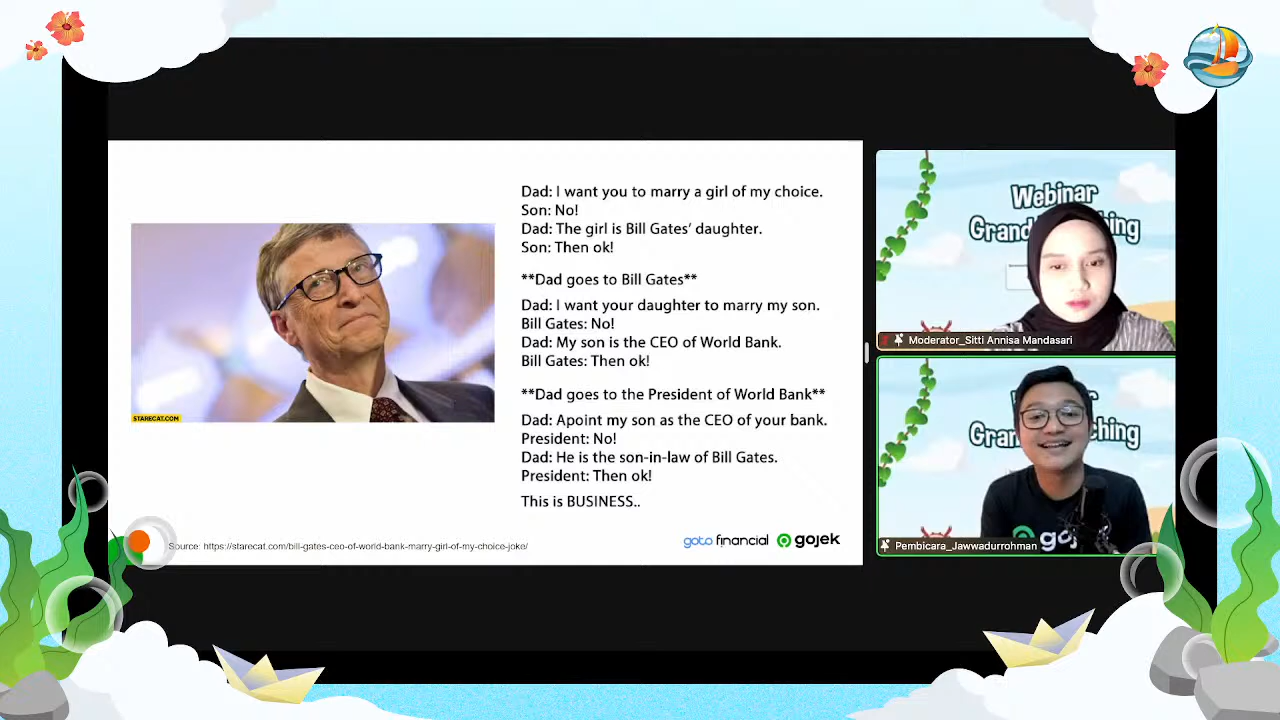 Dad: I want you to marry a girl of my choice.
Son: No!
Dad: The girl is Bill Gates' daughter.
Son: Then ok!
**Dad goes to Bill Gates**
Dad: I want your daughter to marry my son.
Bill Gates: No!
Dad: My son is the CEO of World Bank.
Bill Gates: Then ok!
**Dad goes to the President of World Bank**
Dad: Apoint my son as the CEO of your bank.
President: No!
Dad: He is the son-in-law of Bill Gates.
President: Then ok!
This is BUSINESS..
STARECAT.COM
Source: https://starecat.com/bill-gates-ceo-of-world-bank-marry-girl-of-my-choice-joke/
goto financial gojek
Webinar
Moderator_Sitti Annisa Mandasari
Pembicara_Jawwadurrohman